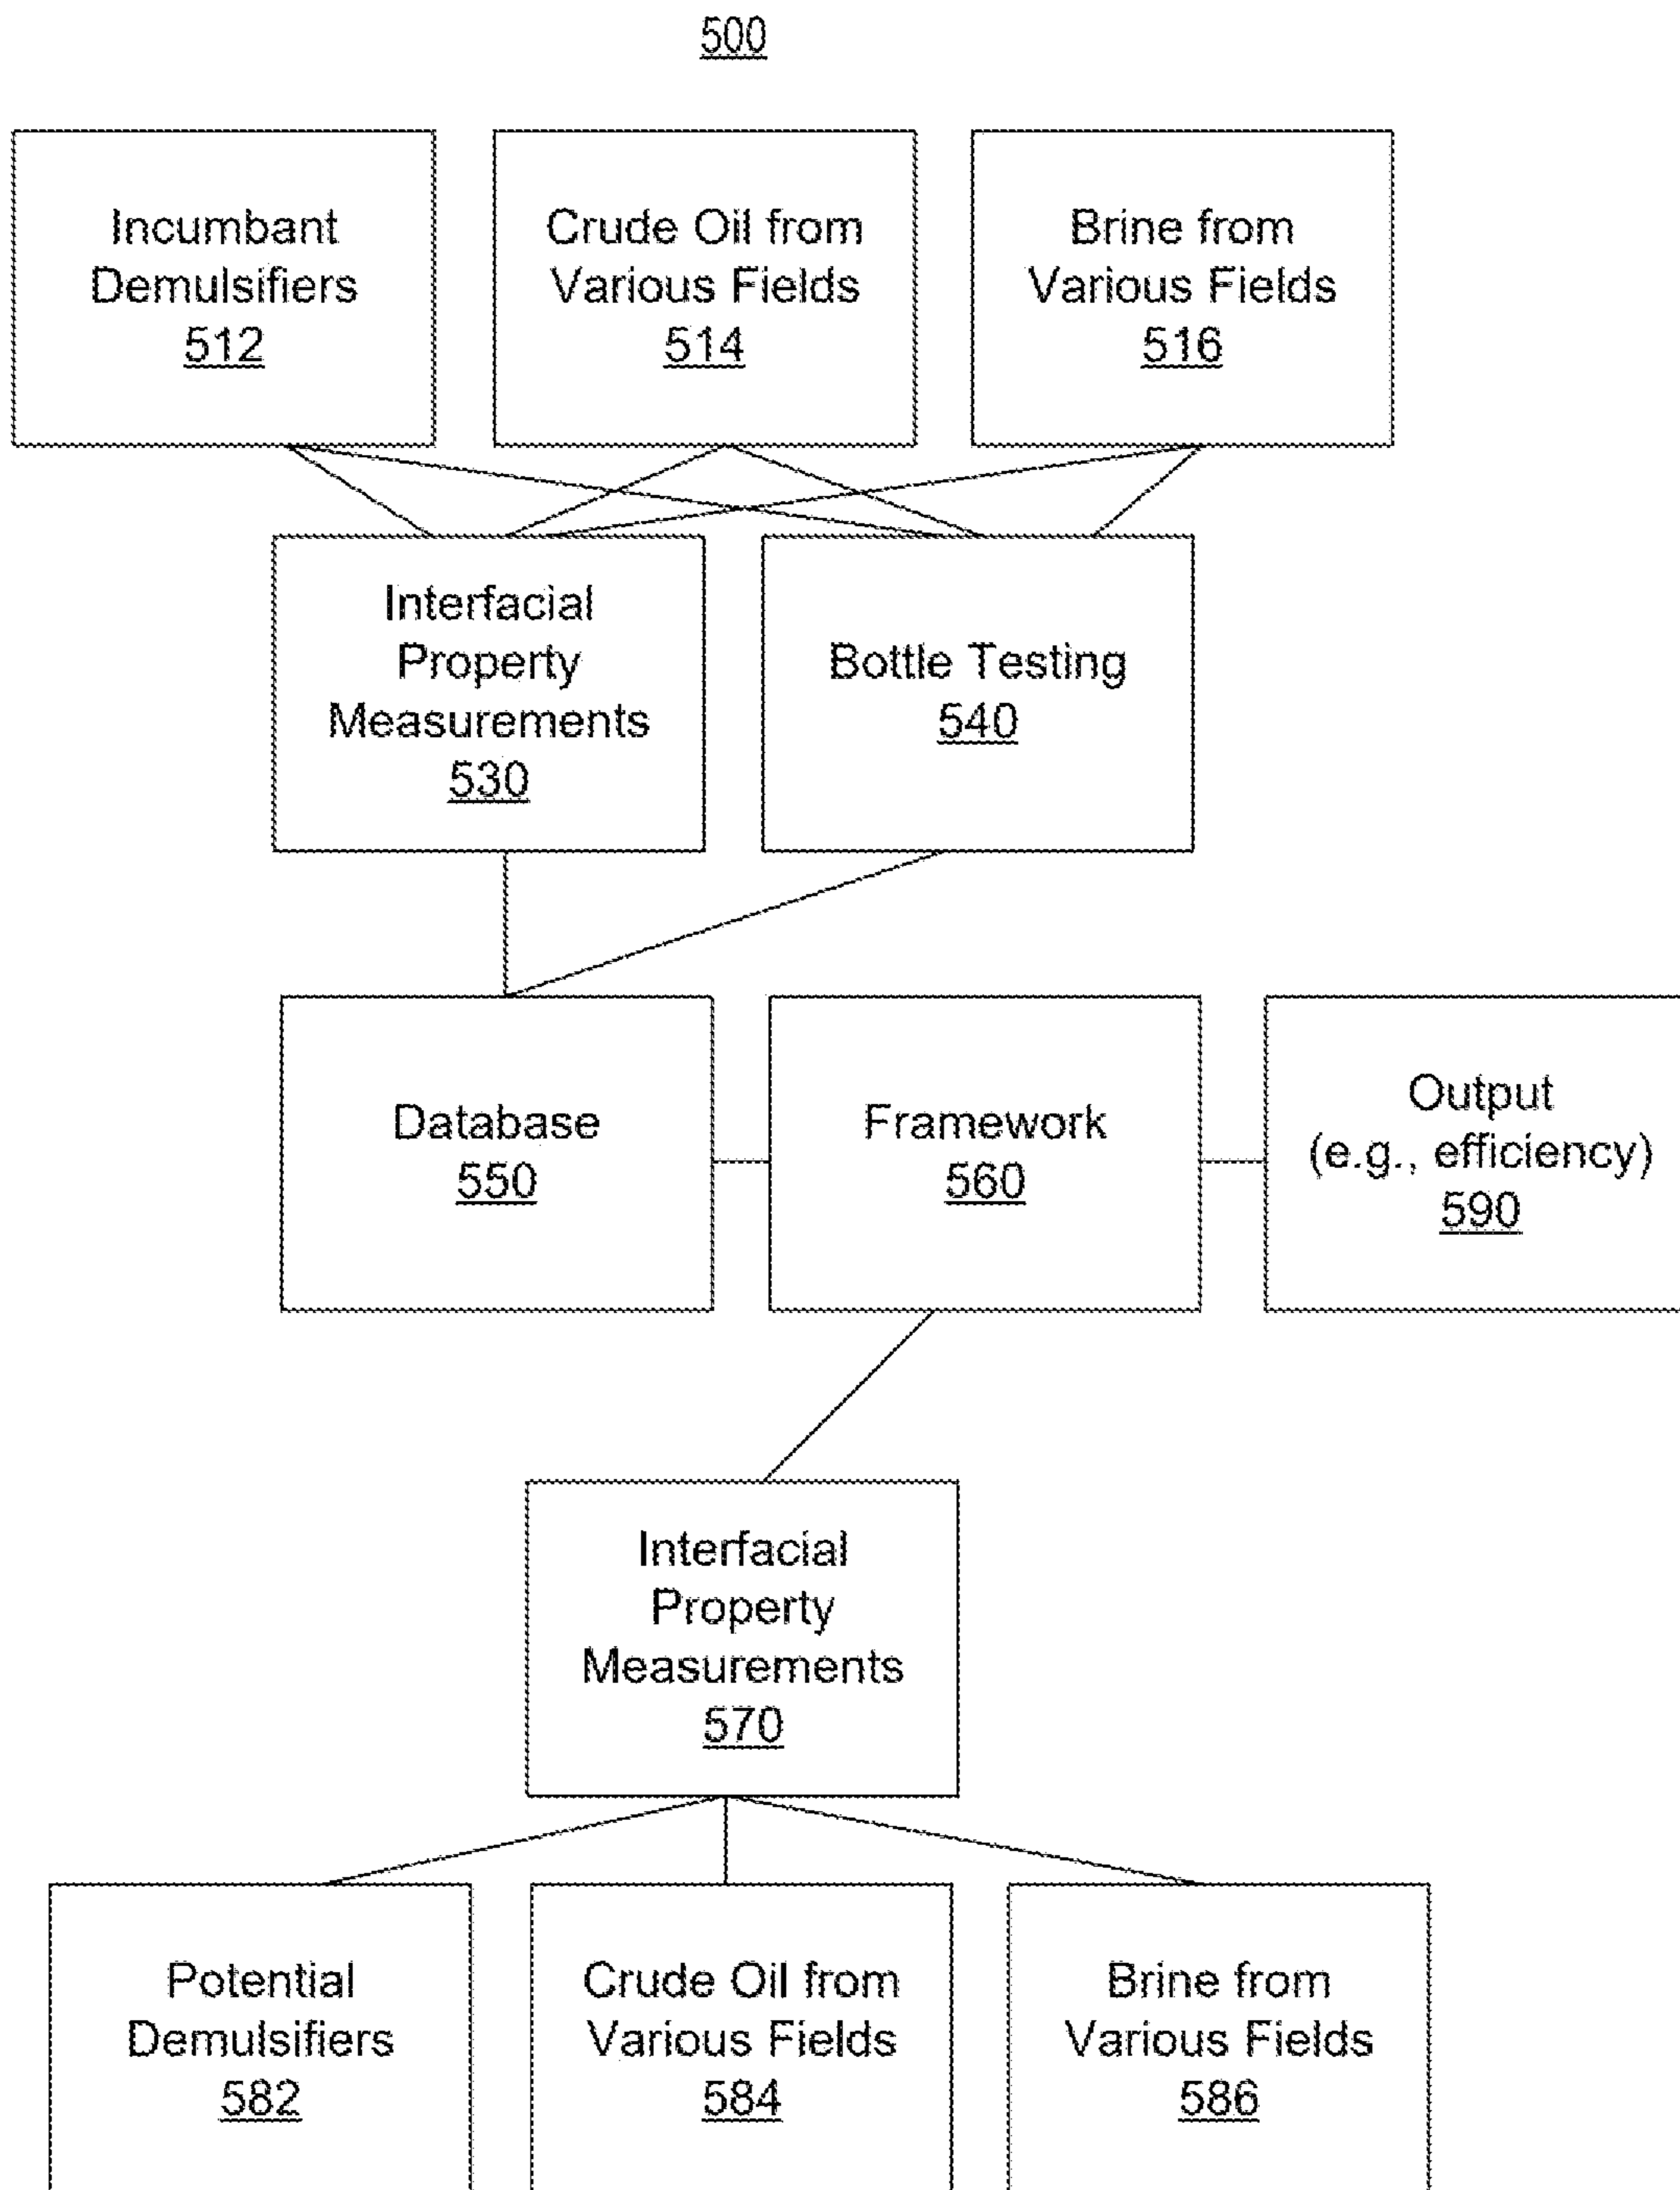 500
Incumbant
Demulsifiers
512
Crude Oil from
Various Fields
514
Brine from
Various Fields
516
Interfacial
Property
Measurements
530
Bottle Testing
540
Database
550
Framework
560
Output
(e.g., efficiency)
590
Interfacial
Property
Measurements
570
Potential
Demulsifiers
582
Crude Oil from
Various Fields
584
Brine from
Various Fields
586